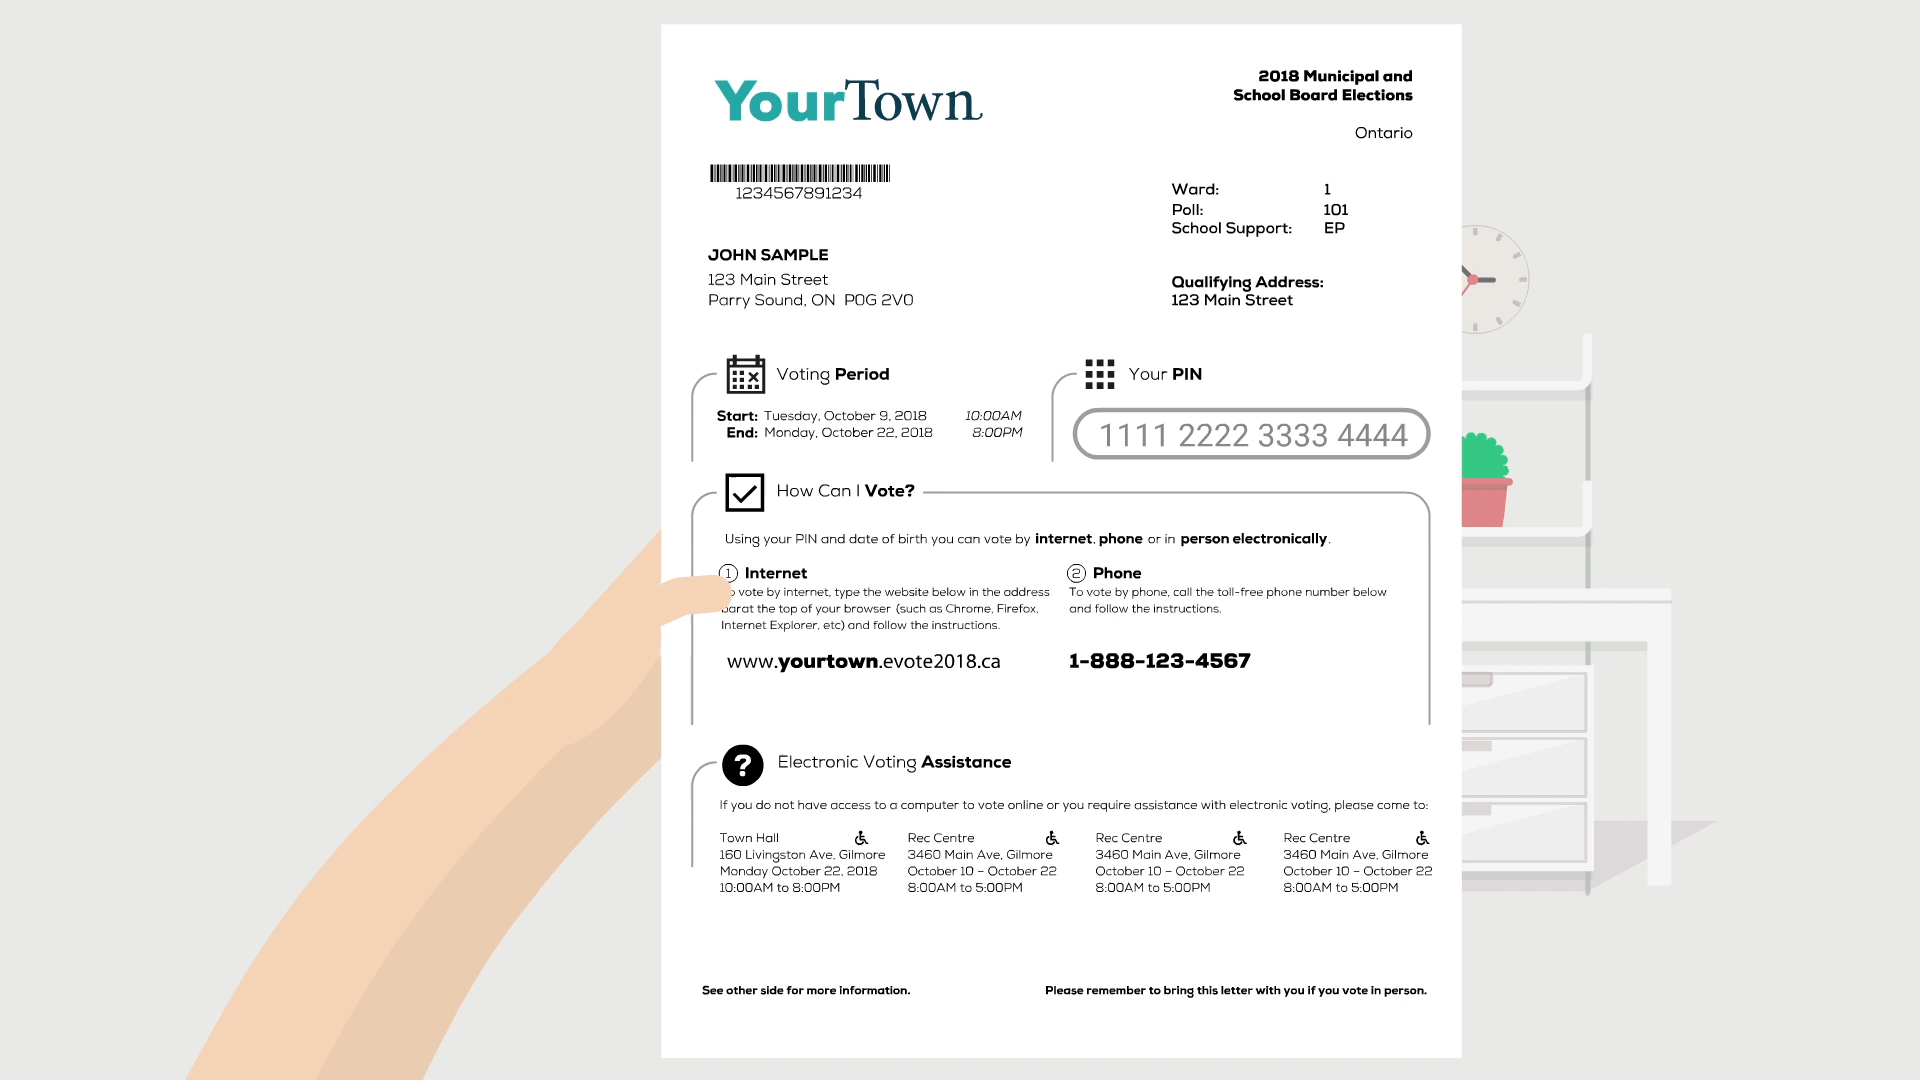 YourTown
2018 Municipal and
School Board Elections
Ontario
1234567891234
Ward: 1
Poll: 101
School Support: EP
JOHN SAMPLE
123 Main Street
Parry Sound, ON P0G 2V0
Qualifying Address:
123 Main Street
Voting Period
Start: Tuesday, October 9, 2018 10:00AM
End: Monday, October 22, 2018 8:00PM
Your PIN
1111 2222 3333 4444
How Can I Vote?
Using your PIN and date of birth you can vote by internet, phone or in person electronically.
1 Internet
vote by internet, type the website below in the address
barat the top of your browser (such as Chrome, Firefox,
Internet Explorer, etc) and follow the instructions.
www.yourtown.evote2018.ca
2 Phone
To vote by phone, call the toll-free phone number below
and follow the instructions.
1-888-123-4567
? Electronic Voting Assistance
If you do not have access to a computer to vote online or you require assistance with electronic voting, please come to:
Town Hall
160 Livingston Ave, Gilmore
Monday October 22, 2018
10:00AM to 8:00PM
Rec Centre
3460 Main Ave, Gilmore
October 10 – October 22
8:00AM to 5:00PM
Rec Centre
3460 Main Ave, Gilmore
October 10 – October 22
8:00AM to 5:00PM
Rec Centre
3460 Main Ave, Gilmore
October 10 – October 22
8:00AM to 5:00PM
See other side for more information.
Please remember to bring this letter with you if you vote in person.